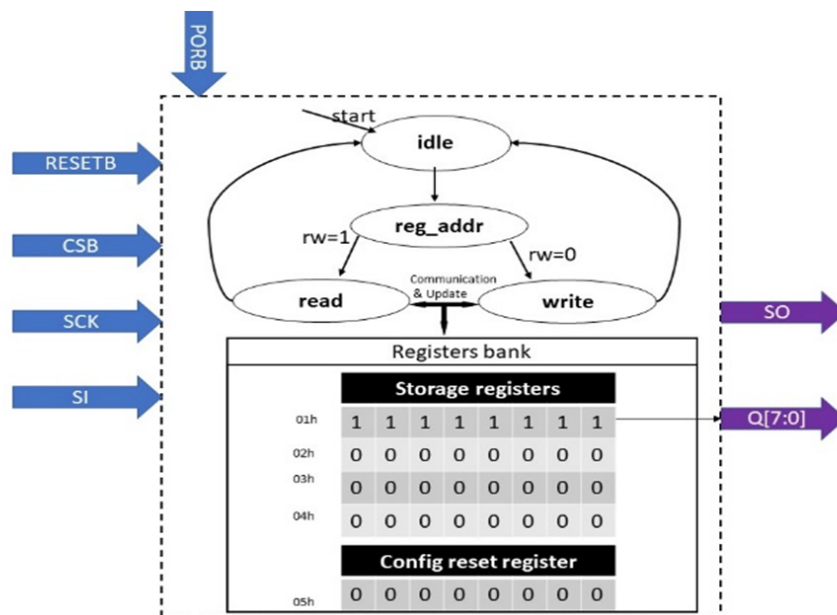 PORB
start
idle
RESETB
reg_addr
CSB
rw=1
rw=0
Communication
& Update
read
write
SCK
SO
Registers bank
SI
Storage registers
01h 1 1 1 1 1 1 1 1
Q[7:0]
02h 0 0 0 0 0 0 0 0
03h 0 0 0 0 0 0 0 0
04h 0 0 0 0 0 0 0 0
Config reset register
05h 0 0 0 0 0 0 0 0